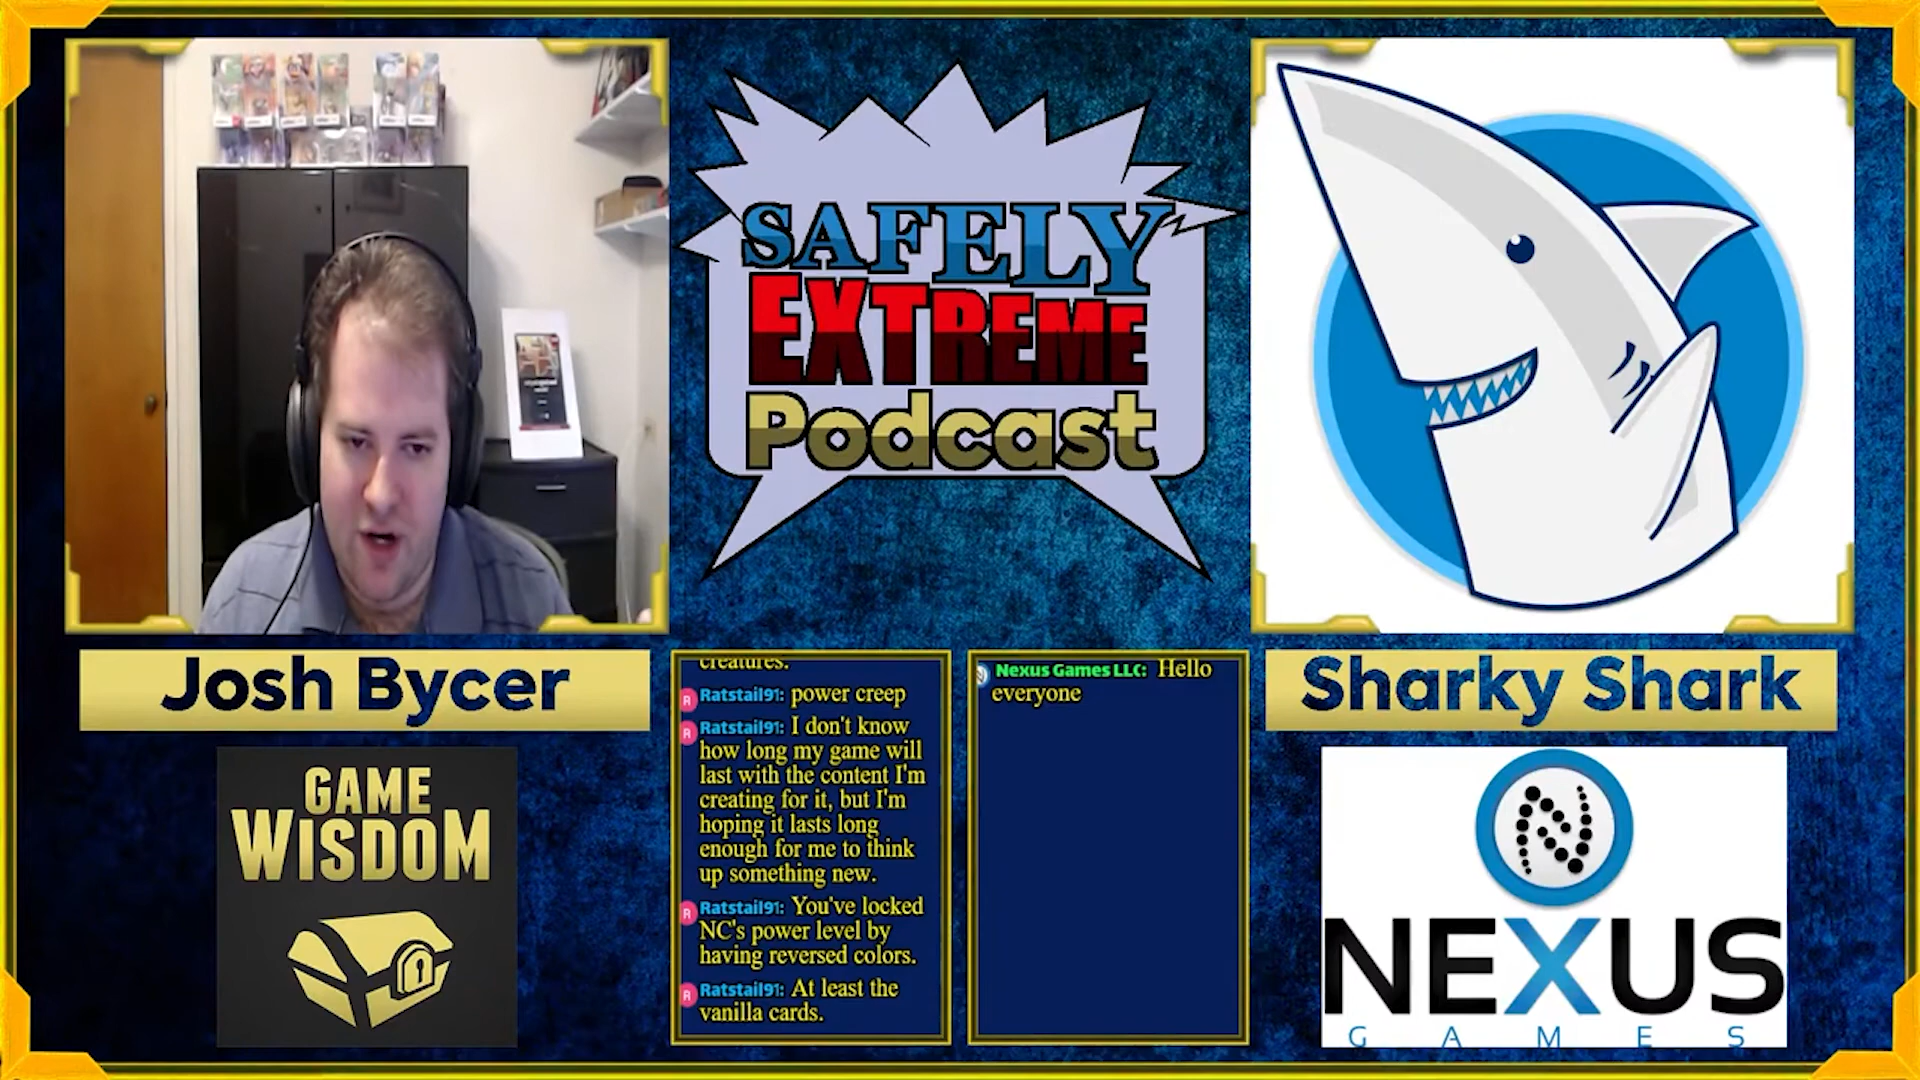 SAFELY
EXTREME
Podcast
Josh Bycer
Sharky Shark
GAME
WISDOM
creatures.
R Ratstail91: power creep
R Ratstail91: I don't know
how long my game will
last with the content I'm
creating for it, but I'm
hoping it lasts long
enough for me to think
up something new.
R Ratstail91: You've locked
NC's power level by
having reversed colors.
R Ratstail91: At least the
vanilla cards.
Nexus Games LLC: Hello
everyone
N
NEXUS
GAMES